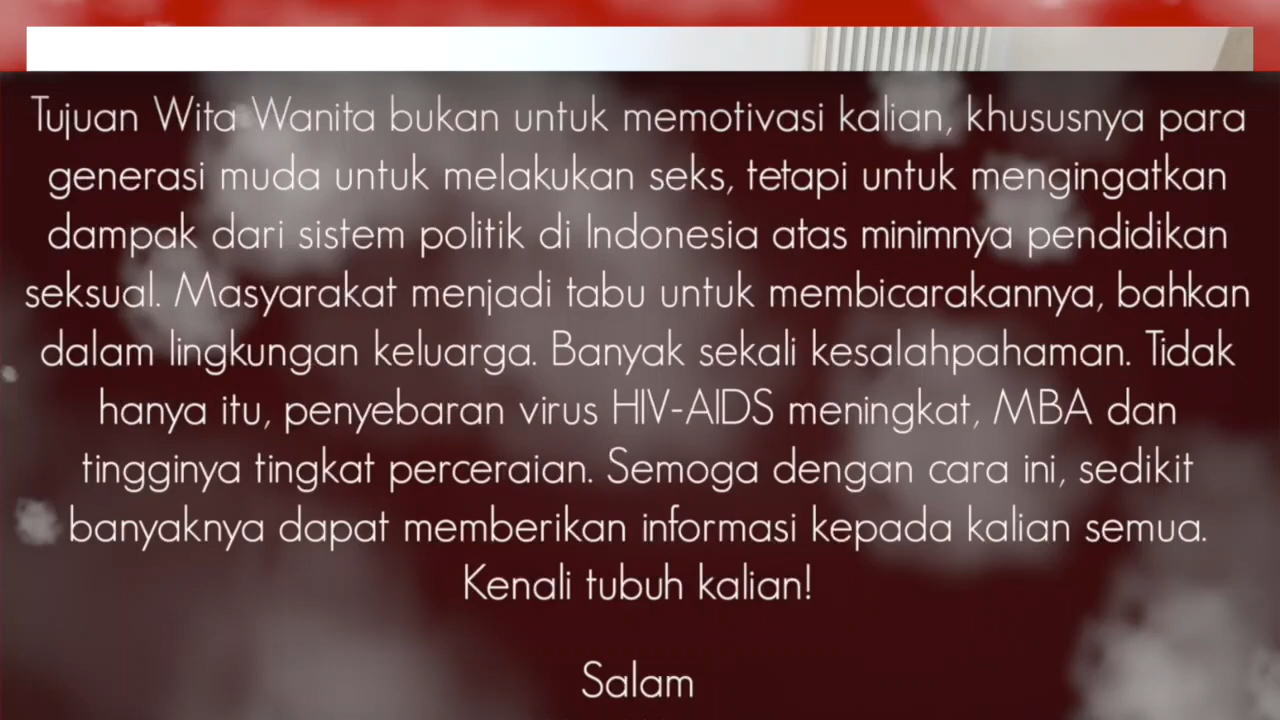 Tujuan Wita Wanita bukan untuk memotivasi kalian, khususnya para
generasi muda untuk melakukan seks, tetapi untuk mengingatkan
dampak dari sistem politik di Indonesia atas minimnya pendidikan
seksual. Masyarakat menjadi tabu untuk membicarakannya, bahkan
dalam lingkungan keluarga. Banyak sekali kesalahpahaman. Tidak
hanya itu, penyebaran virus HIV-AIDS meningkat, MBA dan
tingginya tingkat perceraian. Semoga dengan cara ini, sedikit
banyaknya dapat memberikan informasi kepada kalian semua.
Kenali tubuh kalian!
Salam